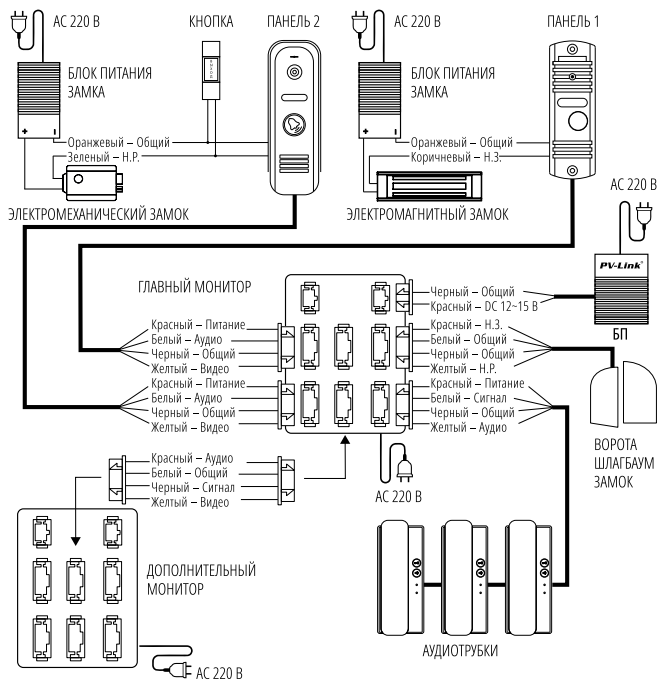 AC 220 В
КНОПКА
ПАНЕЛЬ 2
AC 220 В
ПАНЕЛЬ 1
БЛОК ПИТАНИЯ
ЗАМКА
БЛОК ПИТАНИЯ
ЗАМКА
+ –
+ –
Оранжевый – Общий
Зеленый – Н.Р.
Оранжевый – Общий
Коричневый – Н.З.
ЭЛЕКТРОМЕХАНИЧЕСКИЙ ЗАМОК
ЭЛЕКТРОМАГНИТНЫЙ ЗАМОК
AC 220 В
PV-Link®
БП
ГЛАВНЫЙ МОНИТОР
Черный – Общий
Красный – DC 12~15 В
Красный – Питание
Белый – Аудио
Черный – Общий
Желтый – Видео
Красный – Н.З.
Белый – Общий
Черный – Общий
Желтый – Н.Р.
Красный – Питание
Белый – Аудио
Черный – Общий
Желтый – Видео
Красный – Питание
Белый – Сигнал
Черный – Общий
Желтый – Аудио
ВОРОТА
ШЛАГБАУМ
ЗАМОК
Красный – Аудио
Белый – Общий
Черный – Сигнал
Желтый – Видео
AC 220 В
ДОПОЛНИТЕЛЬНЫЙ
МОНИТОР
АУДИОТРУБКИ
AC 220 В